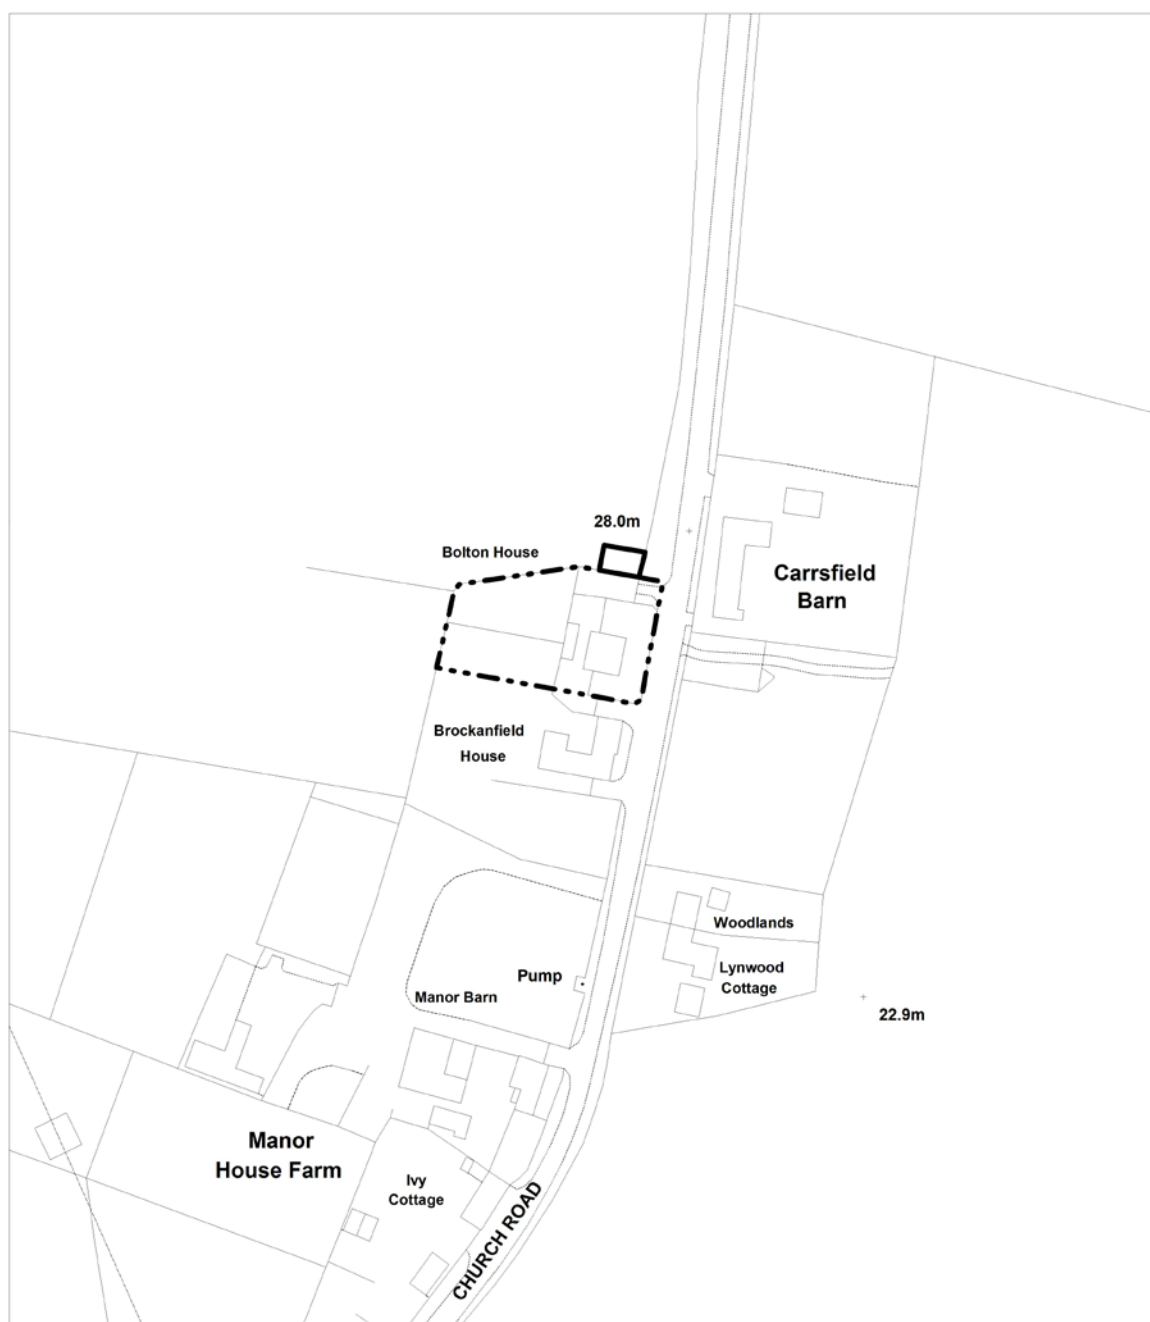 28.0m
Bolton House
Carrsfield
Barn
Brockanfield
House
Woodlands
Lynwood
Cottage
Pump
Manor Barn
22.9m
Manor
House Farm
Ivy
Cottage
CHURCH ROAD